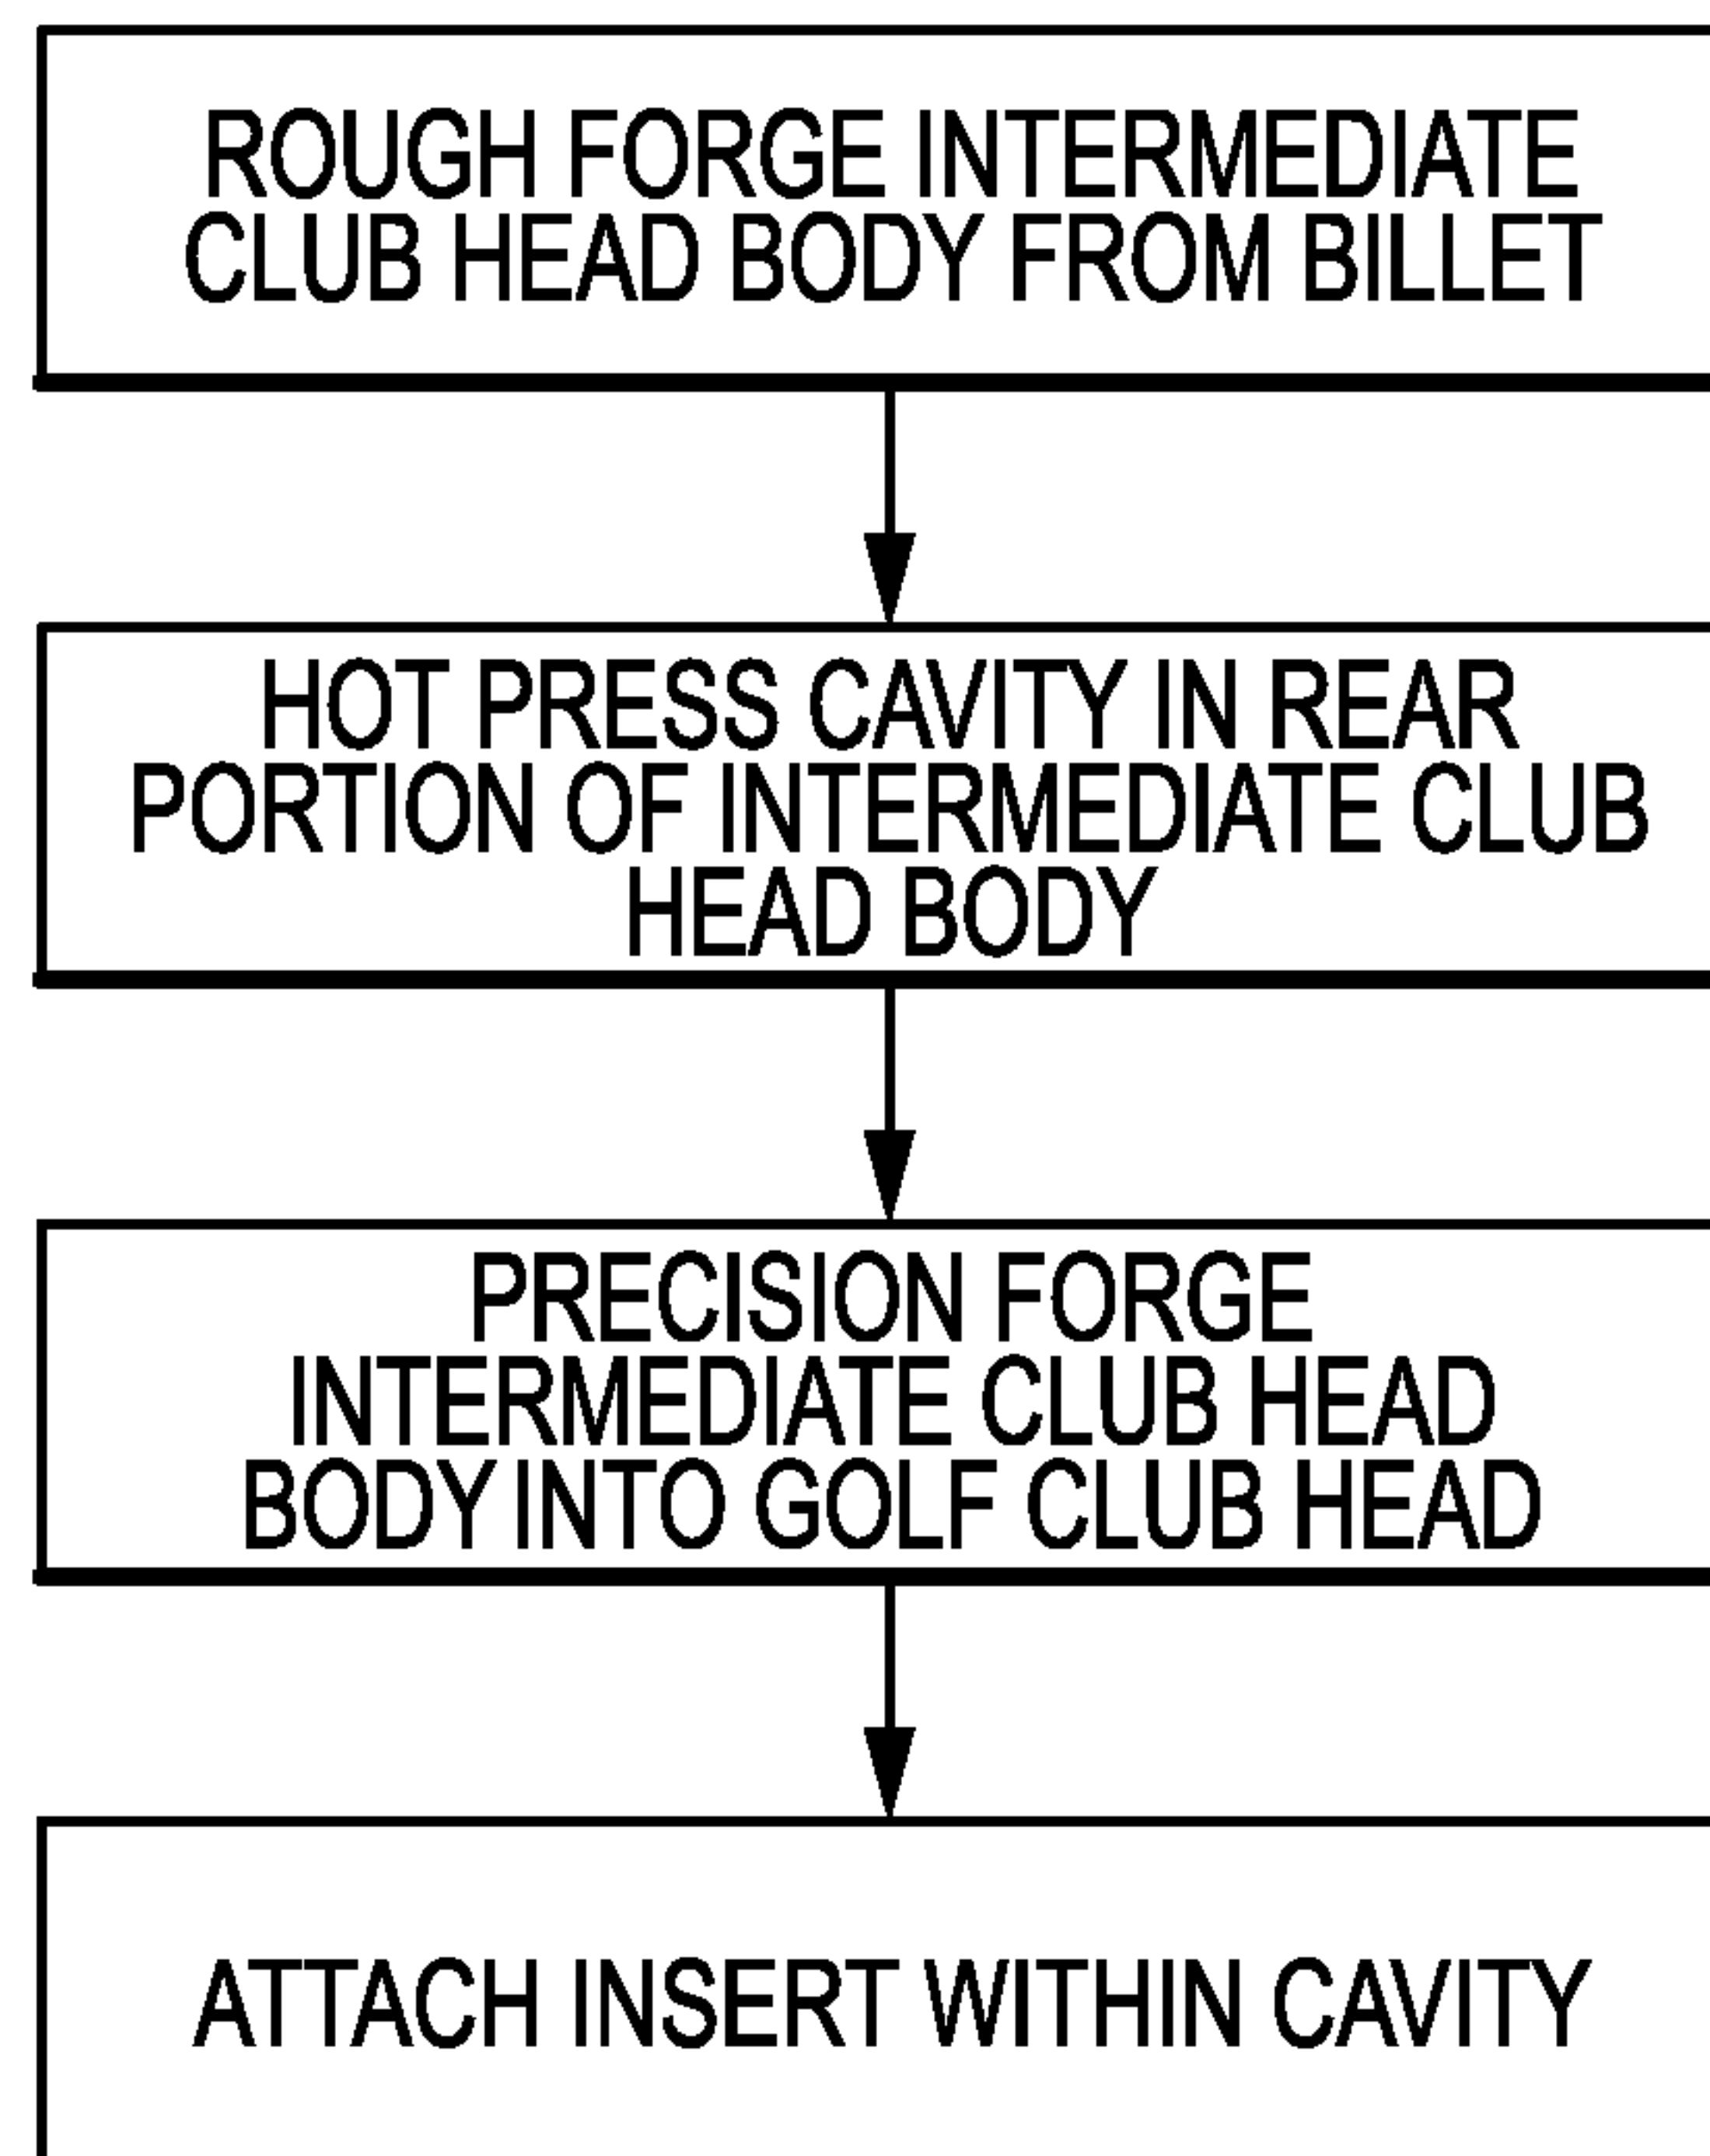 ROUGH FORGE INTERMEDIATE
CLUB HEAD BODY FROM BILLET
HOT PRESS CAVITY IN REAR
PORTION OF INTERMEDIATE CLUB
HEAD BODY
PRECISION FORGE
INTERMEDIATE CLUB HEAD
BODY INTO GOLF CLUB HEAD
ATTACH INSERT WITHIN CAVITY